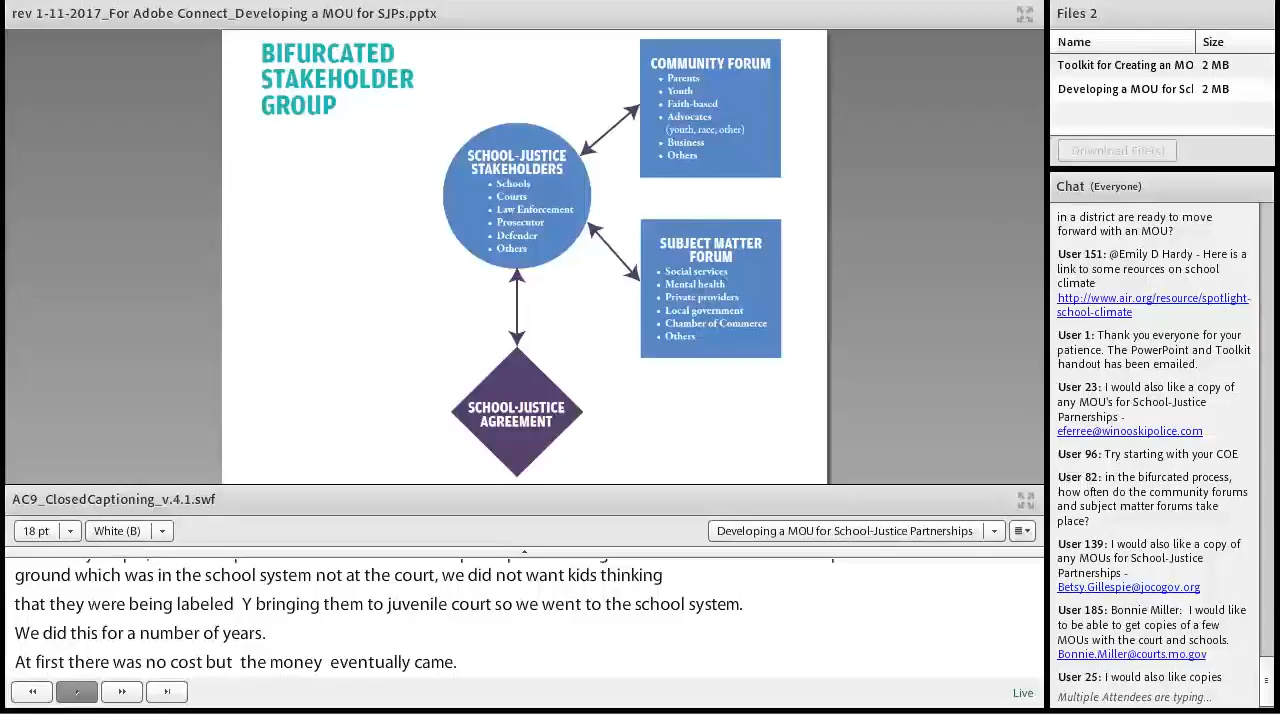 rev 1-11-2017_For Adobe Connect_Developing a MOU for SJPs.pptx
BIFURCATED
STAKEHOLDER
GROUP
COMMUNITY FORUM
• Parents
• Youth
• Faith-based
• Advocates
(youth, race, other)
• Business
• Others
SCHOOL-JUSTICE
STAKEHOLDERS
• Schools
• Courts
• Law Enforcement
• Prosecutor
• Defender
• Others
SUBJECT MATTER
FORUM
• Social services
• Mental health
• Private providers
• Local government
• Chamber of Commerce
• Others
SCHOOL-JUSTICE
AGREEMENT
AC9_ClosedCaptioning_v.4.1.swf
18 pt
White (B)
Developing a MOU for School-Justice Partnerships
ground which was in the school system not at the court, we did not want kids thinking
that they were being labeled Y bringing them to juvenile court so we went to the school system.
We did this for a number of years.
At first there was no cost but the money eventually came.
Live
Files 2
Name Size
Toolkit for Creating an MO 2 MB
Developing a MOU for Scl 2 MB
Download File(s)
Chat (Everyone)
in a district are ready to move
forward with an MOU?
User 151: @Emily D Hardy - Here is a
link to some reources on school
climate
http://www.air.org/resource/spotlight-
school-climate
User 1: Thank you everyone for your
patience. The PowerPoint and Toolkit
handout has been emailed.
User 23: I would also like a copy of
any MOU's for School-Justice
Parnerships -
eferree@winooskipolice.com
User 96: Try starting with your COE
User 82: in the bifurcated process,
how often do the community forums
and subject matter forums take
place?
User 139: I would also like a copy of
any MOUs for School-Justice
Partnerships -
Betsy.Gillespie@jocogov.org
User 185: Bonnie Miller: I would like
to be able to get copies of a few
MOUs with the court and schools.
Bonnie.Miller@courts.mo.gov
User 25: I would also like copies
Multiple Attendees are typing...